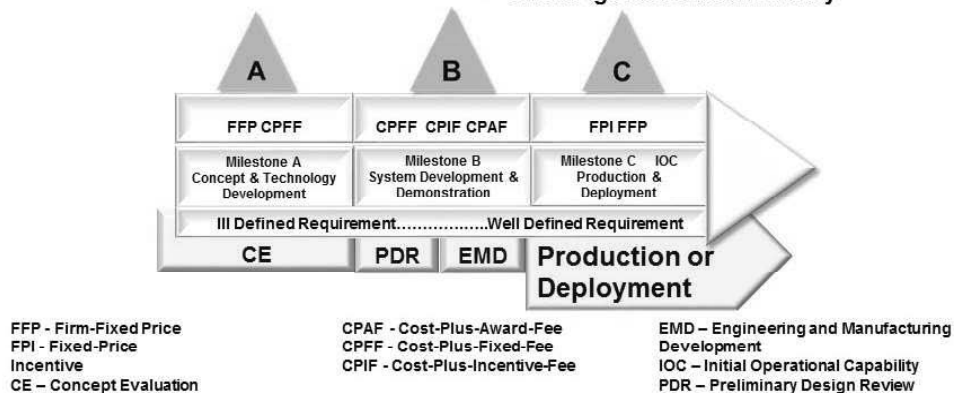 A
B
C
FFP CPFF
CPFF CPIF CPAF
FPI FFP
Milestone A
Concept & Technology
Development
Milestone B
System Development &
Demonstration
Milestone C IOC
Production &
Deployment
Ill Defined Requirement..................Well Defined Requirement
CE
PDR
EMD
Production or
Deployment
FFP - Firm-Fixed Price
FPI - Fixed-Price
Incentive
CE – Concept Evaluation
CPAF - Cost-Plus-Award-Fee
CPFF - Cost-Plus-Fixed-Fee
CPIF - Cost-Plus-Incentive-Fee
EMD – Engineering and Manufacturing
Development
IOC – Initial Operational Capability
PDR – Preliminary Design Review